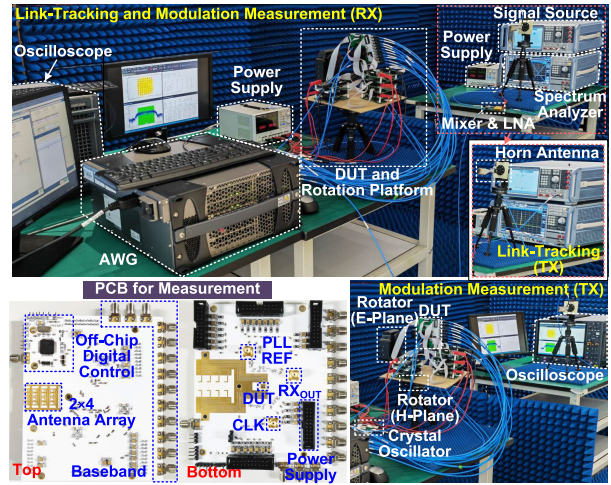 Link-Tracking and Modulation Measurement (RX)
Oscilloscope
Power
Supply
AWG
DUT and
Rotation Platform
Signal Source
Power
Supply
Spectrum
Analyzer
Mixer & LNA
Horn Antenna
Link-Tracking
(TX)
PCB for Measurement
Off-Chip
Digital
Control
2×4
Antenna Array
Top
Baseband
PLL
REF
DUT
RXOUT
CLK
Bottom
Power
Supply
Modulation Measurement (TX)
Rotator
(E-Plane)
DUT
Oscilloscope
Rotator
(H-Plane)
Crystal
Oscillator